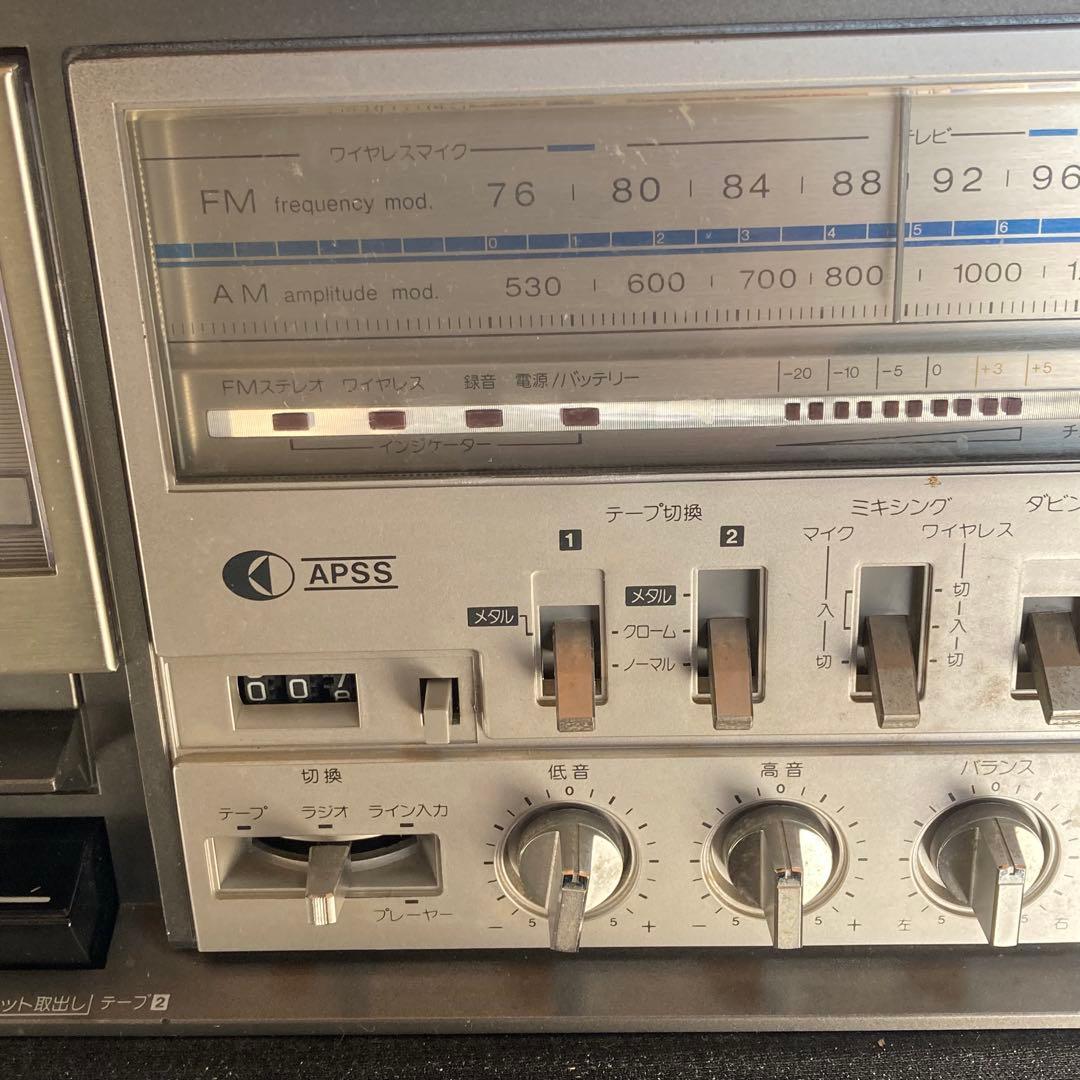 ワイヤレスマイク テレビ
FM frequency mod. 76 80 84 88 92 96
0 1 2 3 4 5 6
AM amplitude mod. 530 600 700 800 1000
FMステレオ ワイヤレス 録音 電源/バッテリー -20 -10 -5 0 +3 +5
インジケーター
テープ切換 ミキシング
1 2 マイク ワイヤレス
APSS
メタル メタル 入 切
クローム 入
ノーマル 切 切
0 0
切換 低音 高音 バランス
テープ ラジオ ライン入力 0 0 0
プレーヤー
- 5 5 + - 5 5 + 左 5 5 右
ット取出し テープ2